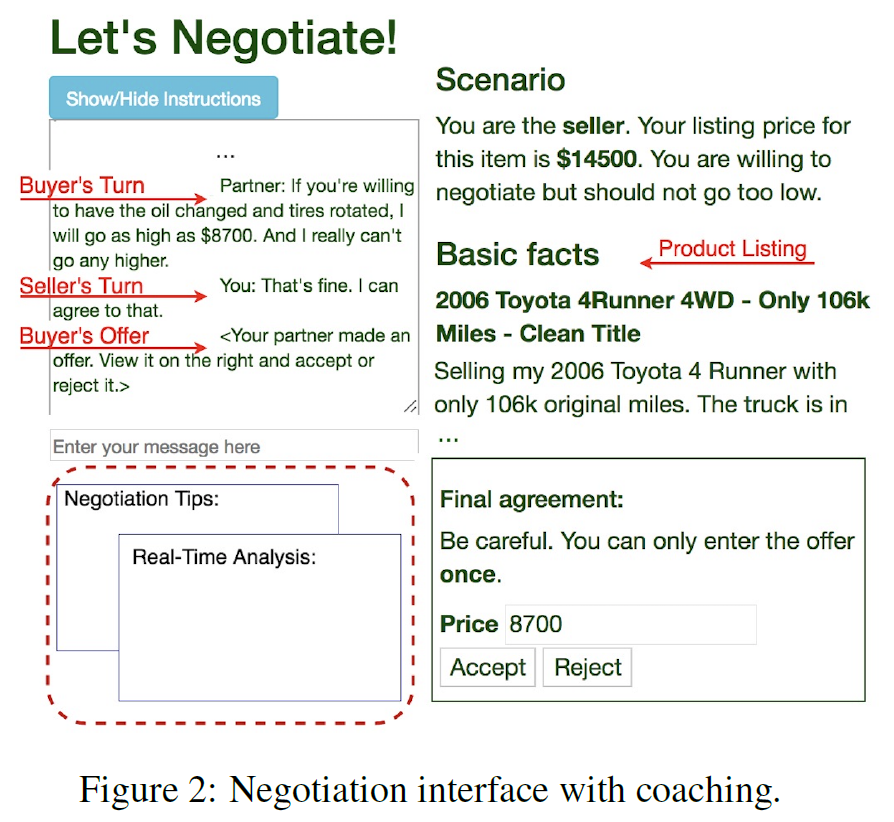 Let's Negotiate!
Show/Hide Instructions
...
Buyer's Turn
Partner: If you're willing
to have the oil changed and tires rotated, I
will go as high as $8700. And I really can't
go any higher.
Seller's Turn
You: That's fine. I can
agree to that.
Buyer's Offer
<Your partner made an
offer. View it on the right and accept or
reject it.>
Enter your message here
Negotiation Tips:
Real-Time Analysis:
Scenario
You are the seller. Your listing price for
this item is $14500. You are willing to
negotiate but should not go too low.
Basic facts
Product Listing
2006 Toyota 4Runner 4WD - Only 106k
Miles - Clean Title
Selling my 2006 Toyota 4 Runner with
only 106k original miles. The truck is in
...
Final agreement:
Be careful. You can only enter the offer
once.
Price 8700
Accept Reject
Figure 2: Negotiation interface with coaching.